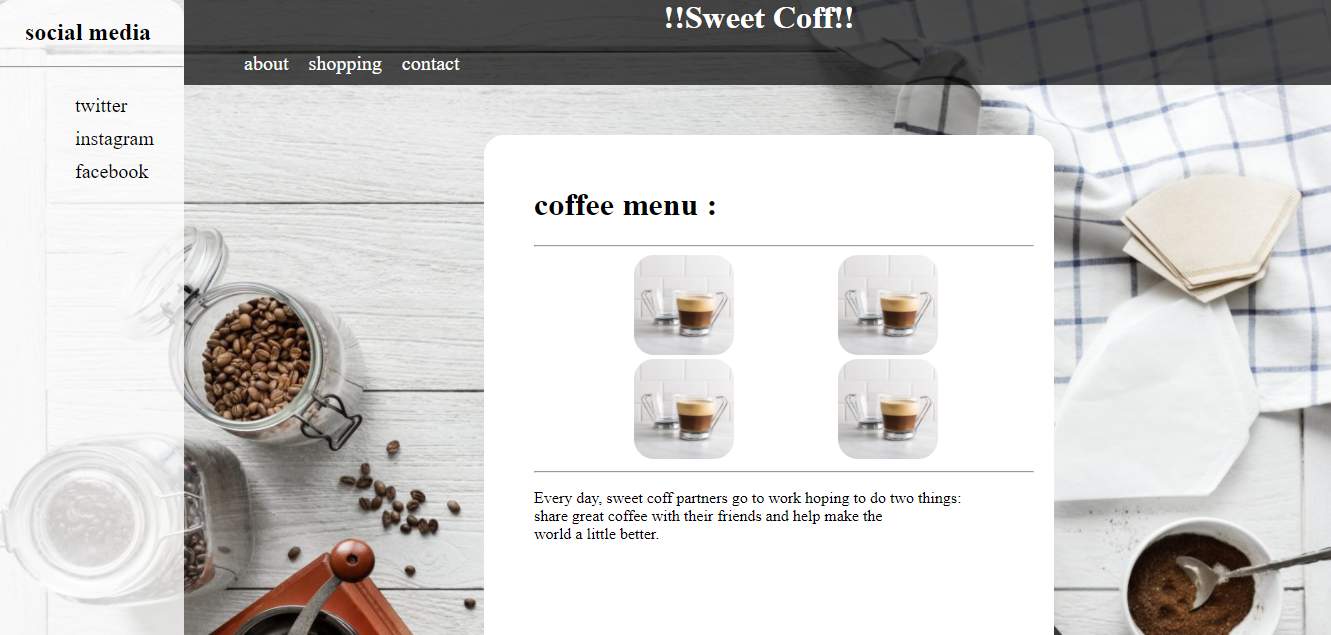 social media
twitter
instagram
facebook
!!Sweet Coff!!
about shopping contact
coffee menu :
Every day, sweet coff partners go to work hoping to do two things:
share great coffee with their friends and help make the
world a little better.